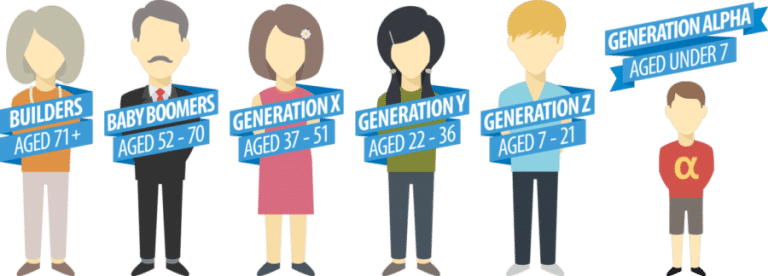 BUILDERS
AGED 71+
BABY BOOMERS
AGED 52 - 70
GENERATION X
AGED 37 - 51
GENERATION Y
AGED 22 - 36
GENERATION Z
AGED 7 - 21
GENERATION ALPHA
AGED UNDER 7
α